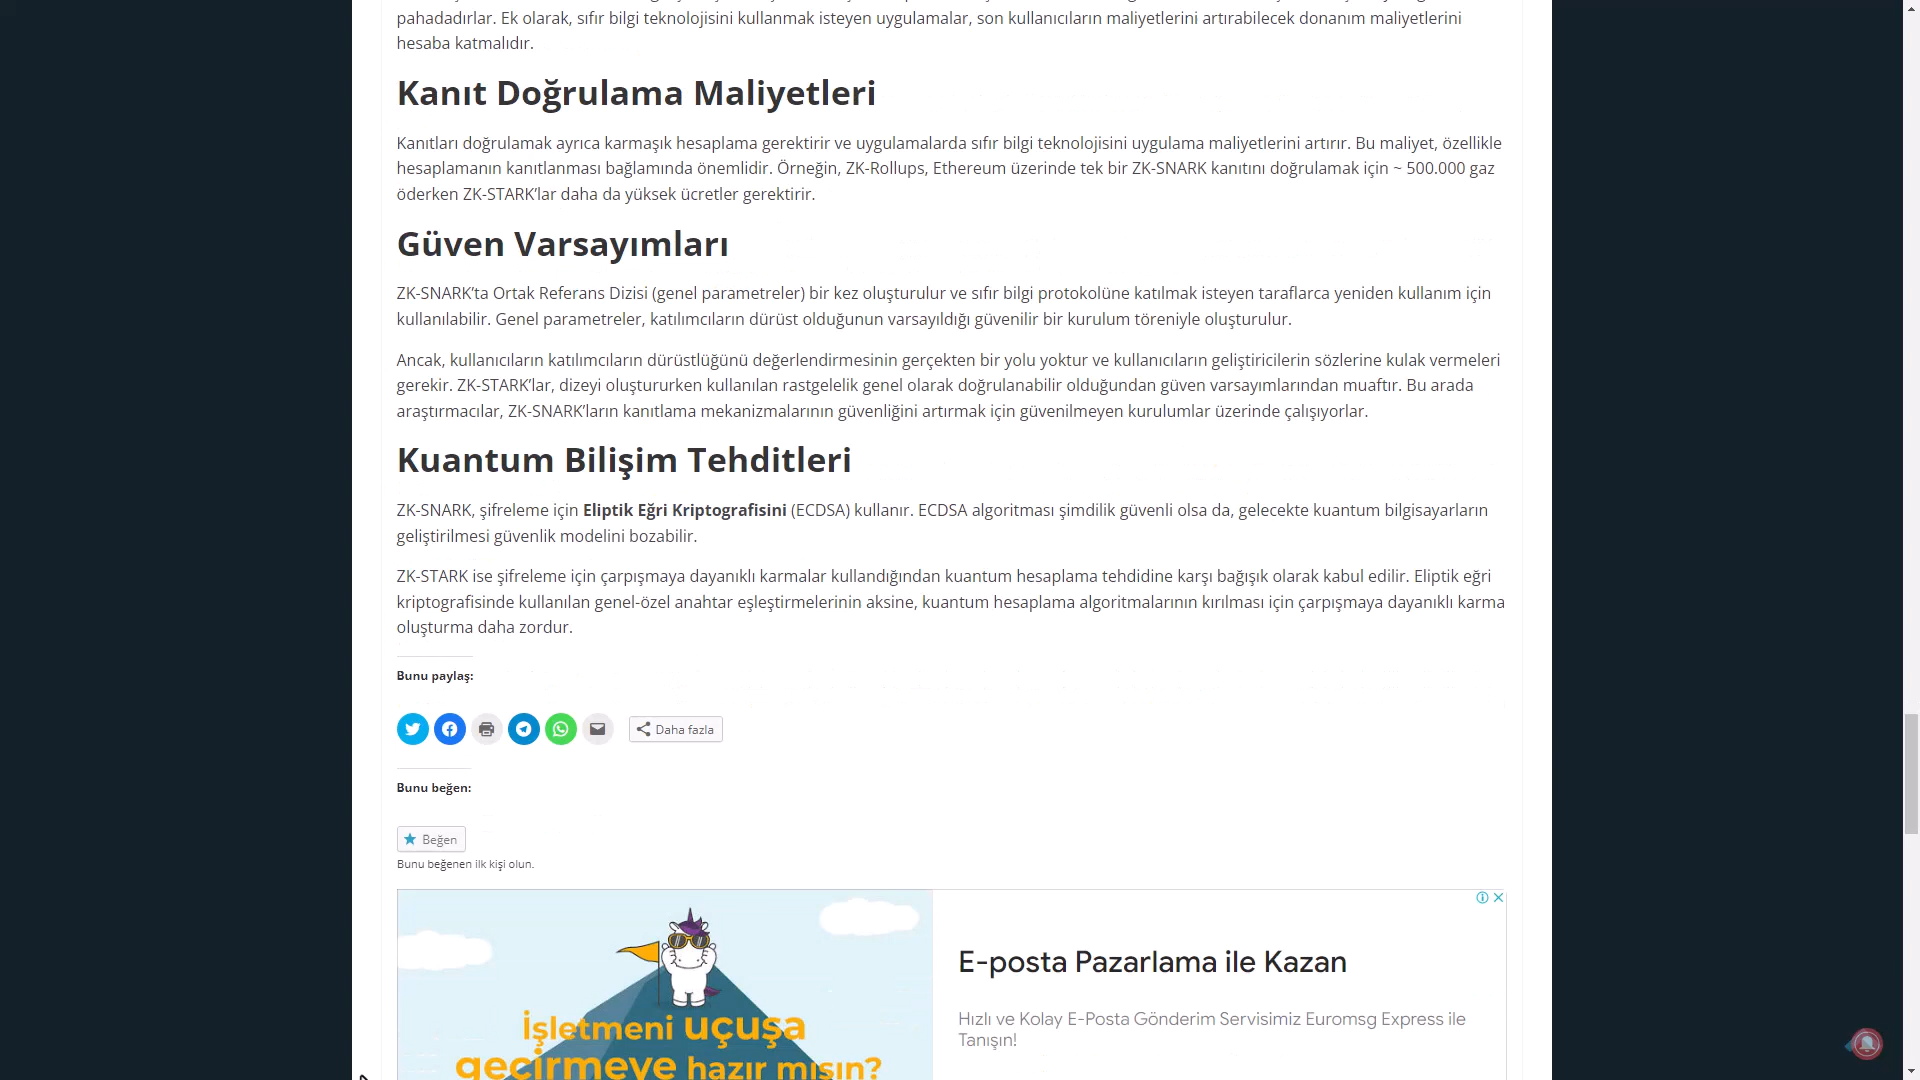 pahadadırlar. Ek olarak, sıfır bilgi teknolojisini kullanmak isteyen uygulamalar, son kullanıcıların maliyetlerini artırabilecek donanım maliyetlerini
hesaba katmalıdır.
Kanıt Doğrulama Maliyetleri
Kanıtları doğrulamak ayrıca karmaşık hesaplama gerektirir ve uygulamalarda sıfır bilgi teknolojisini uygulama maliyetlerini artırır. Bu maliyet, özellikle
hesaplamanın kanıtlanması bağlamında önemlidir. Örneğin, ZK-Rollups, Ethereum üzerinde tek bir ZK-SNARK kanıtını doğrulamak için ~ 500.000 gaz
öderken ZK-STARK’lar daha da yüksek ücretler gerektirir.
Güven Varsayımları
ZK-SNARK’ta Ortak Referans Dizisi (genel parametreler) bir kez oluşturulur ve sıfır bilgi protokolüne katılmak isteyen taraflarca yeniden kullanım için
kullanılabilir. Genel parametreler, katılımcıların dürüst olduğunun varsayıldığı güvenilir bir kurulum töreniyle oluşturulur.
Ancak, kullanıcıların katılımcıların dürüstlüğünü değerlendirmesinin gerçekten bir yolu yoktur ve kullanıcıların geliştiricilerin sözlerine kulak vermeleri
gerekir. ZK-STARK’lar, dizeyi oluştururken kullanılan rastgelelik genel olarak doğrulanabilir olduğundan güven varsayımlarından muaftır. Bu arada
araştırmacılar, ZK-SNARK’ların kanıtlama mekanizmalarının güvenliğini artırmak için güvenilmeyen kurulumlar üzerinde çalışıyorlar.
Kuantum Bilişim Tehditleri
ZK-SNARK, şifreleme için Eliptik Eğri Kriptografisini (ECDSA) kullanır. ECDSA algoritması şimdilik güvenli olsa da, gelecekte kuantum bilgisayarların
geliştirilmesi güvenlik modelini bozabilir.
ZK-STARK ise şifreleme için çarpışmaya dayanıklı karmalar kullandığından kuantum hesaplama tehdidine karşı bağışık olarak kabul edilir. Eliptik eğri
kriptografisinde kullanılan genel-özel anahtar eşleştirmelerinin aksine, kuantum hesaplama algoritmalarının kırılması için çarpışmaya dayanıklı karma
oluşturma daha zordur.
Bunu paylaş:
Daha fazla
Bunu beğen:
Beğen
Bunu beğenen ilk kişi olun.
İşletmeni uçuşa
geçirmeye hazır mısın?
E-posta Pazarlama ile Kazan
Hızlı ve Kolay E-Posta Gönderim Servisimiz Euromsg Express ile
Tanışın!